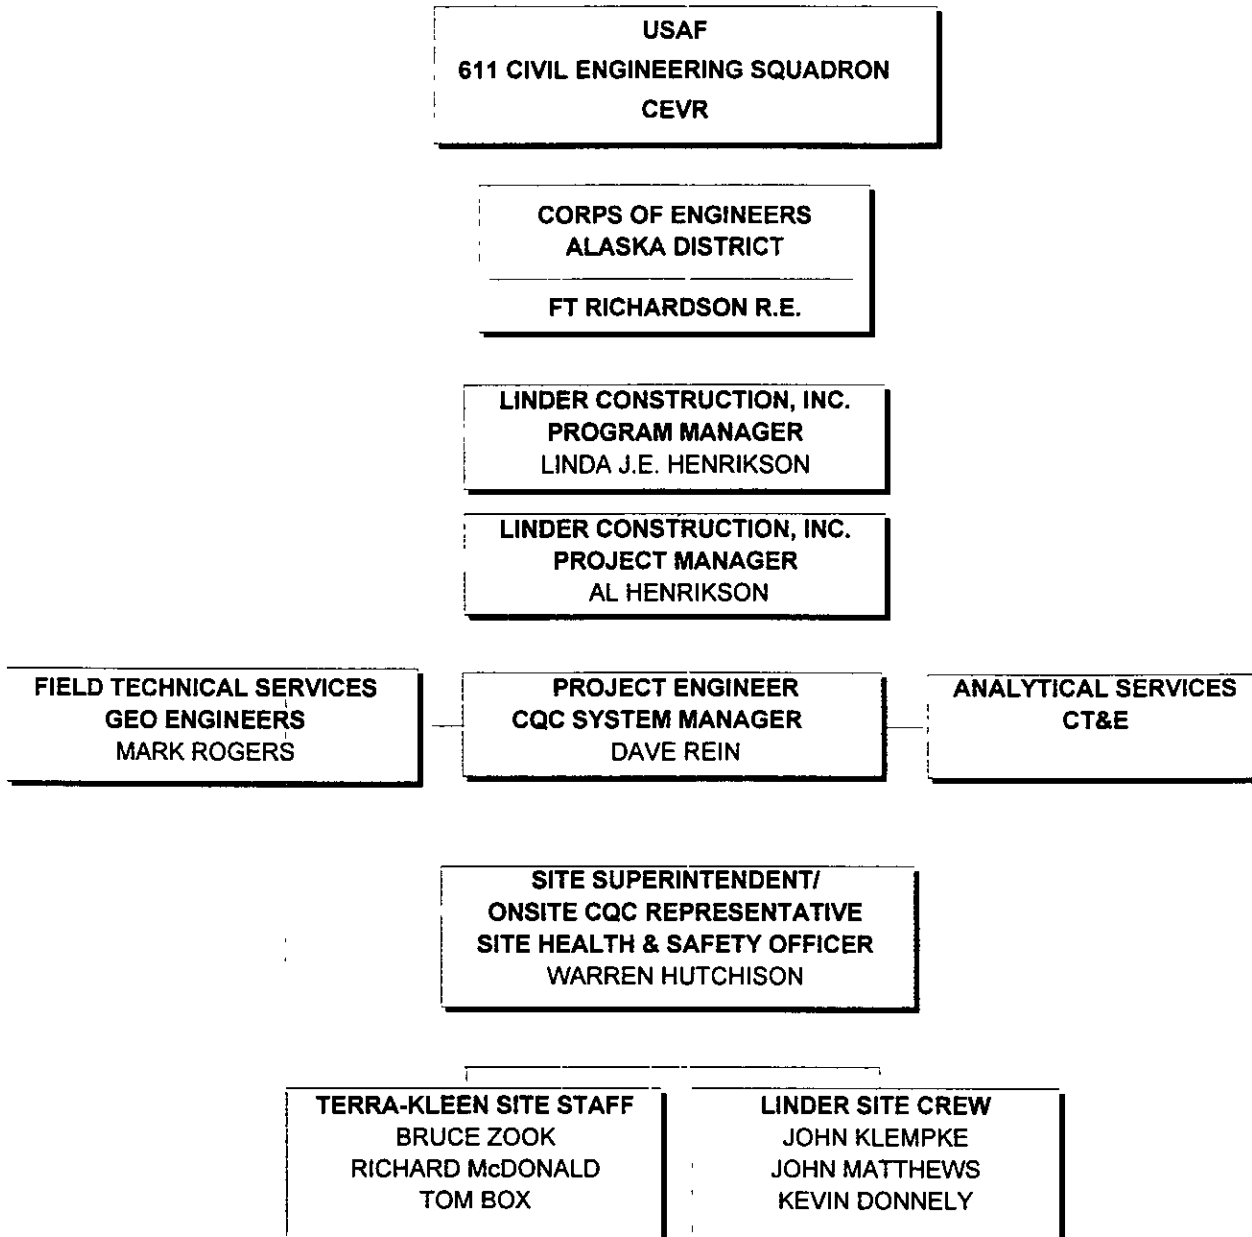 USAF
611 CIVIL ENGINEERING SQUADRON
CEVR
CORPS OF ENGINEERS
ALASKA DISTRICT
FT RICHARDSON R.E.
LINDER CONSTRUCTION, INC.
PROGRAM MANAGER
LINDA J.E. HENRIKSON
LINDER CONSTRUCTION, INC.
PROJECT MANAGER
AL HENRIKSON
FIELD TECHNICAL SERVICES
GEO ENGINEERS
MARK ROGERS
PROJECT ENGINEER
CQC SYSTEM MANAGER
DAVE REIN
ANALYTICAL SERVICES
CT&E
SITE SUPERINTENDENT/
ONSITE CQC REPRESENTATIVE
SITE HEALTH & SAFETY OFFICER
WARREN HUTCHISON
TERRA-KLEEN SITE STAFF
BRUCE ZOOK
RICHARD McDONALD
TOM BOX
LINDER SITE CREW
JOHN KLEMPKE
JOHN MATTHEWS
KEVIN DONNELY